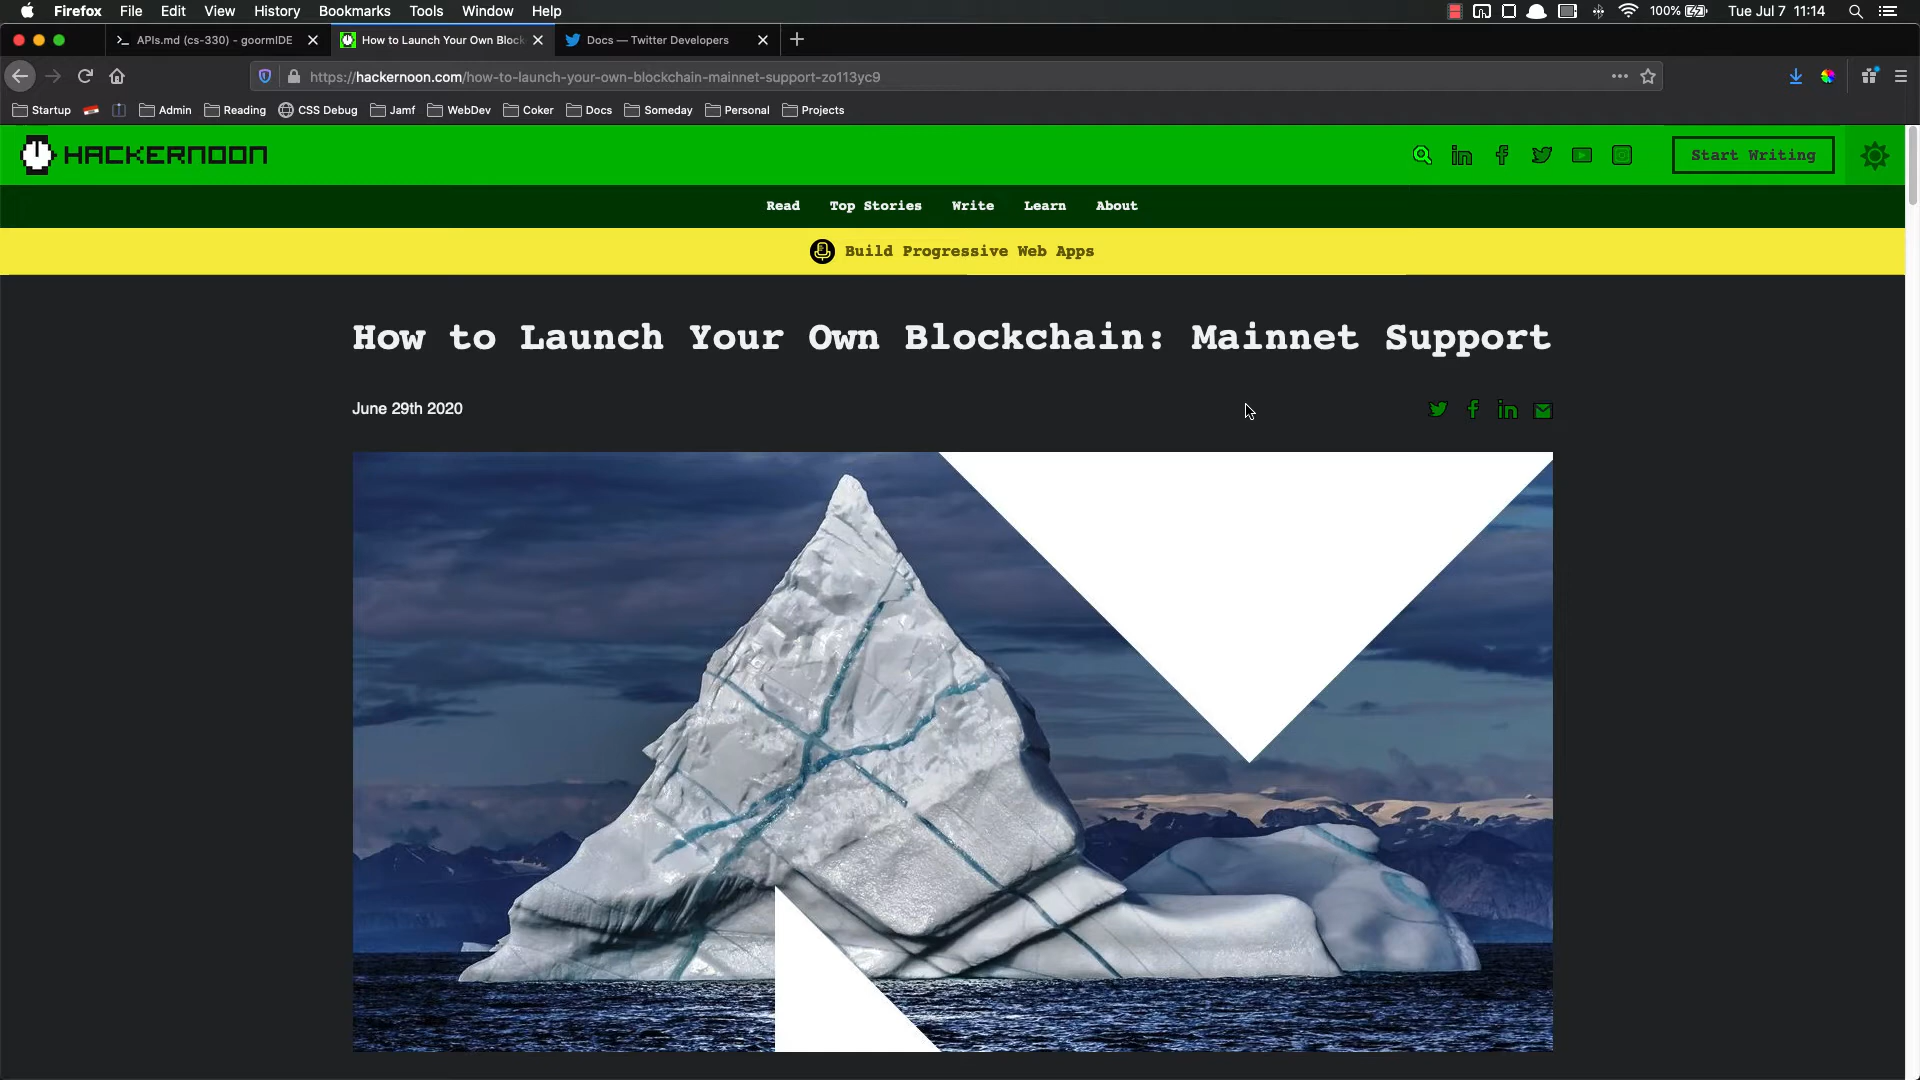 Firefox File Edit View History Bookmarks Tools Window Help 100% Tue Jul 7 11:14
APIs.md (cs-330) - goormIDE How to Launch Your Own Block Docs — Twitter Developers
https://hackernoon.com/how-to-launch-your-own-blockchain-mainnet-support-zo113yc9
Startup Admin Reading CSS Debug Jamf WebDev Coker Docs Someday Personal Projects
HACKERNOON Start Writing
Read Top Stories Write Learn About
Build Progressive Web Apps
How to Launch Your Own Blockchain: Mainnet Support
June 29th 2020